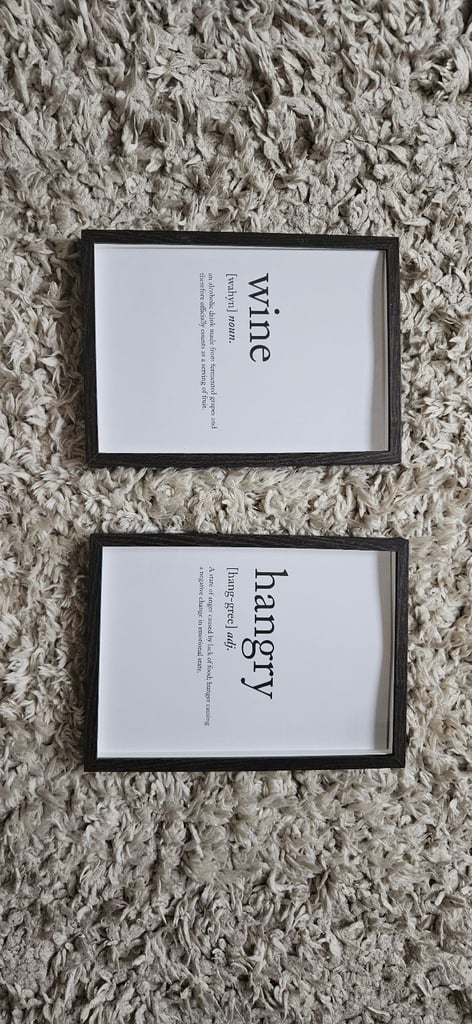 wine
[wahyn] noun.
an alcoholic drink made from fermented grapes and
therefore officially counts as a serving of fruit.
hangry
[hang-gree] adj.
A state of anger caused by lack of food; hunger causing
a negative change in emotional state.